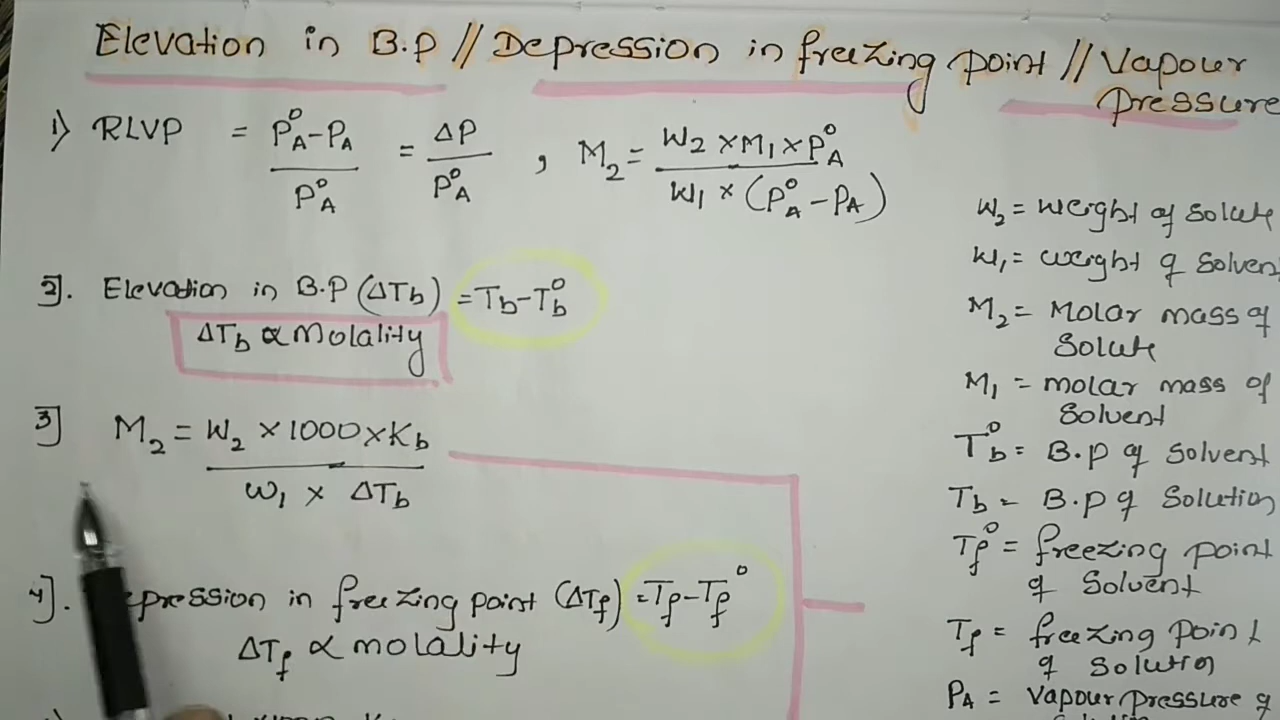 Elevation in B.P // Depression in freezing point // Vapour
Pressure
1) RLVP = P°A - PA / P°A = ΔP / P°A , M2 = W2 × M1 × P°A / W1 × (P°A - PA)
2]. Elevation in B.P (ΔTb) = Tb - T°b
ΔTb ∝ Molality
3] M2 = W2 × 1000 × Kb / W1 × ΔTb
4]. pression in freezing point (ΔTf) = Tf - Tf°
ΔTf ∝ molality
W2 = Weight of Solute
W1 = weight of Solven
M2 = Molar mass of
Solute
M1 = molar mass of
Solvent
T°b = B.p of Solvent
Tb = B.p of Solution
Tf° = freezing point
of Solvent
Tf = freezing Point
of Solution
PA = Vapour pressure of